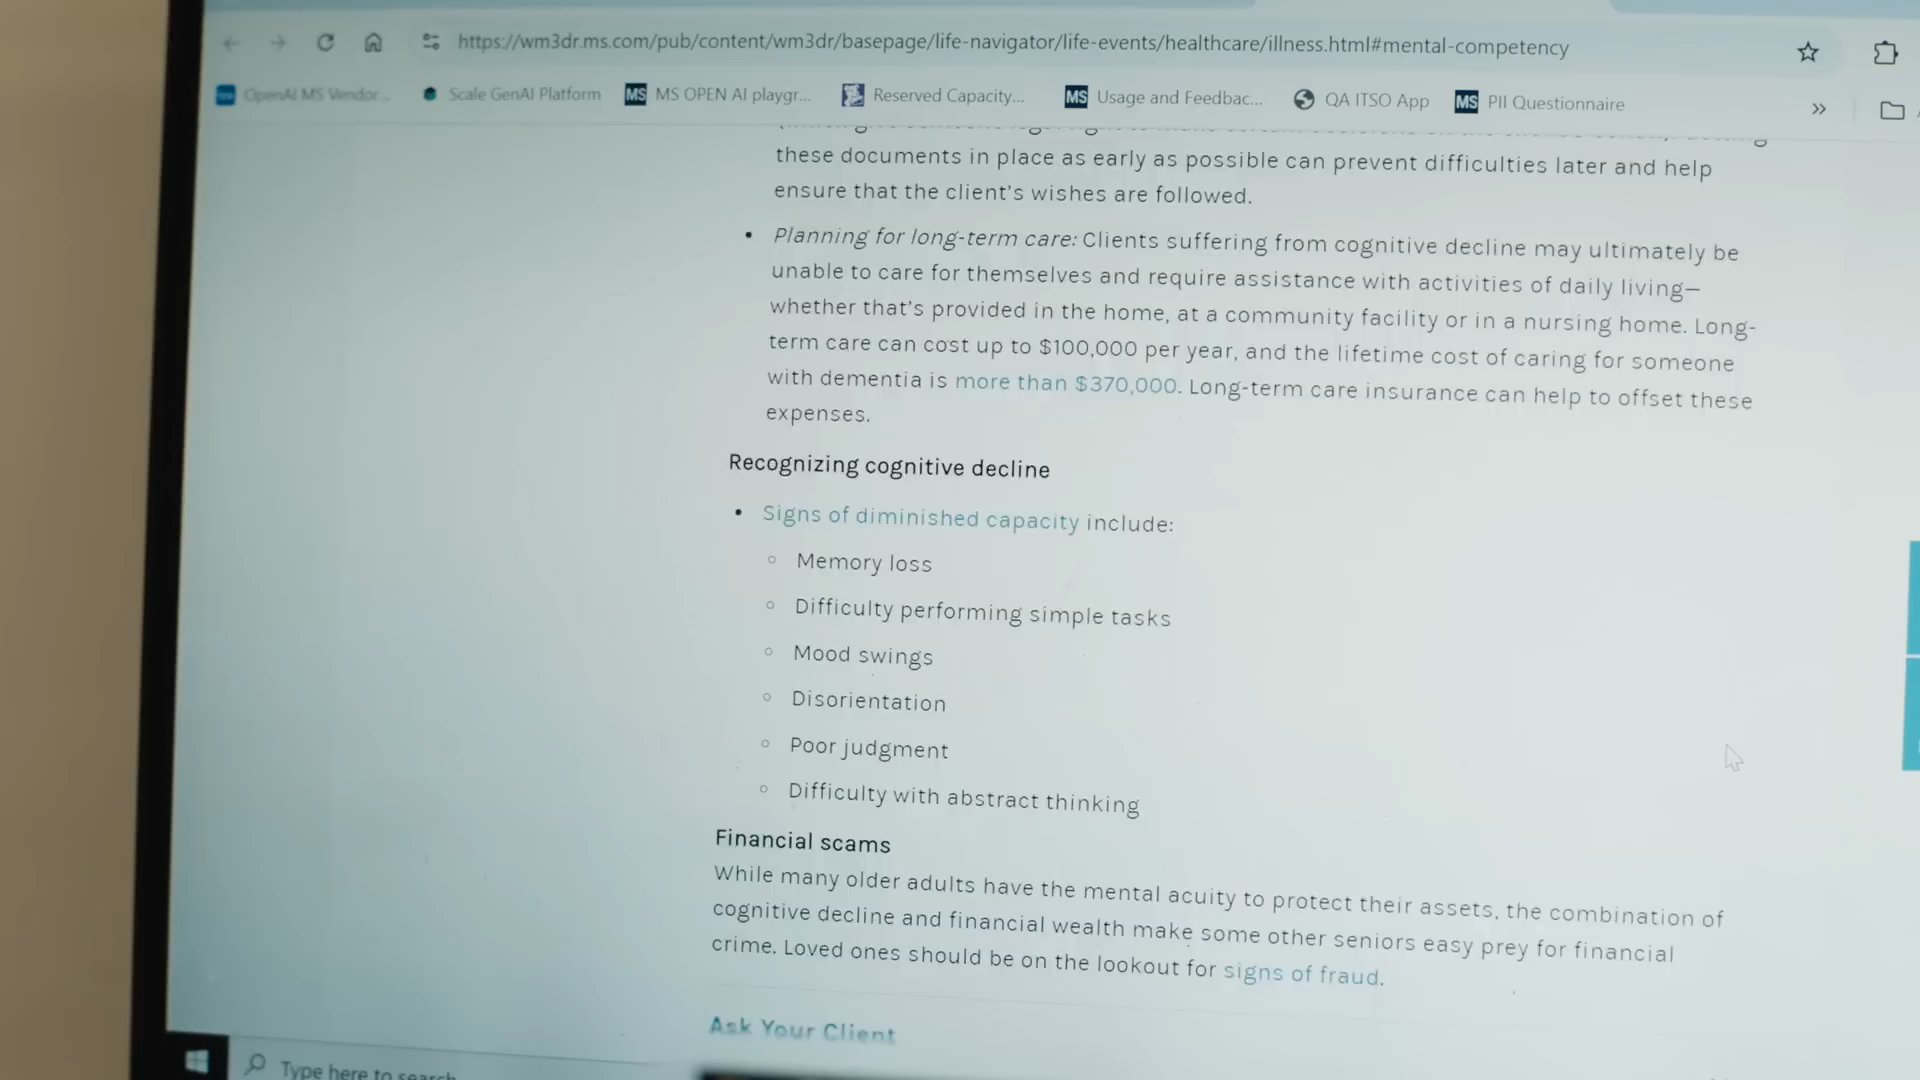 https://wm3dr.ms.com/pub/content/wm3dr/basepage/life-navigator/life-events/healthcare/illness.html#mental-competency
OpenAI MS Vendor... Scale GenAI Platform MS MS OPEN AI playgr... Reserved Capacity... MS Usage and Feedbac... QA ITSO App MS PII Questionnaire »
these documents in place as early as possible can prevent difficulties later and help
ensure that the client's wishes are followed.
• Planning for long-term care: Clients suffering from cognitive decline may ultimately be
unable to care for themselves and require assistance with activities of daily living—
whether that's provided in the home, at a community facility or in a nursing home. Long-
term care can cost up to $100,000 per year, and the lifetime cost of caring for someone
with dementia is more than $370,000. Long-term care insurance can help to offset these
expenses.
Recognizing cognitive decline
• Signs of diminished capacity include:
○ Memory loss
○ Difficulty performing simple tasks
○ Mood swings
○ Disorientation
○ Poor judgment
○ Difficulty with abstract thinking
Financial scams
While many older adults have the mental acuity to protect their assets, the combination of
cognitive decline and financial wealth make some other seniors easy prey for financial
crime. Loved ones should be on the lookout for signs of fraud.
Ask Your Client
Type here to search